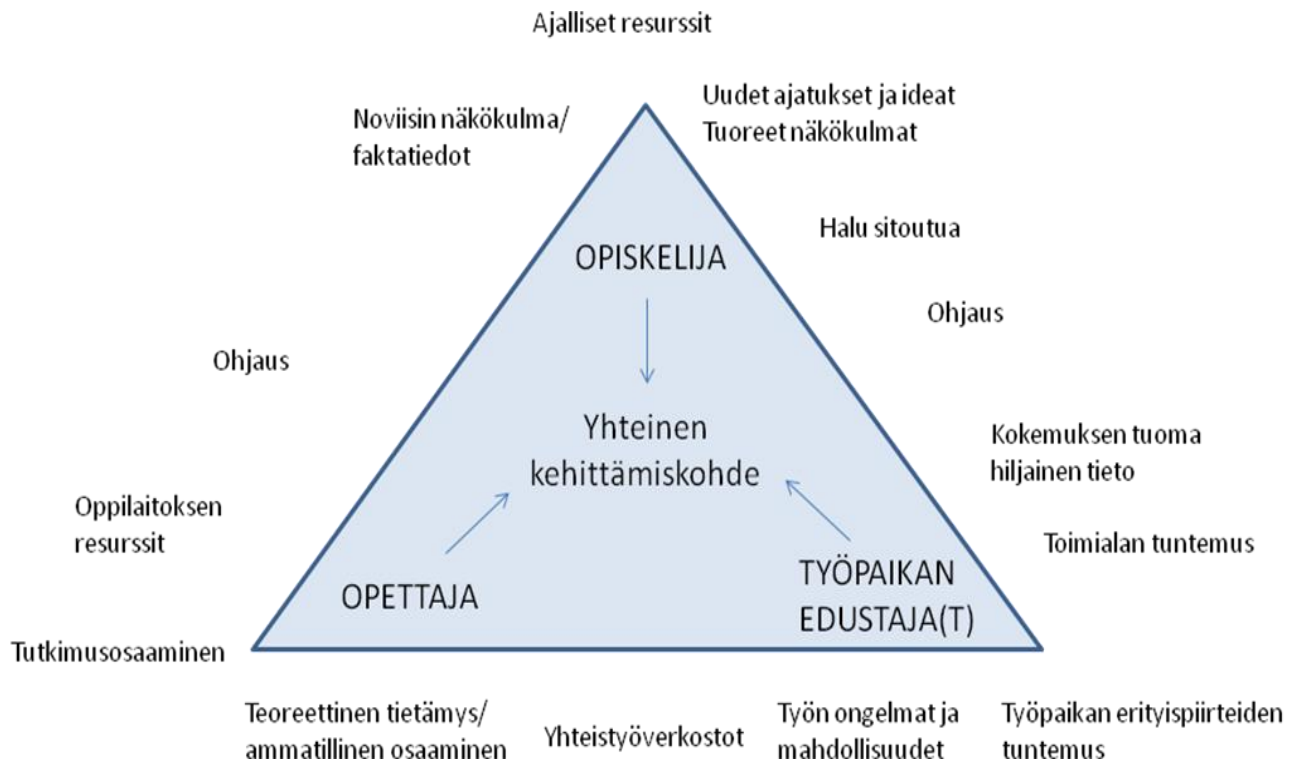 Ajalliset resurssit
Uudet ajatukset ja ideat
Tuoreet näkökulmat
Noviisin näkökulma/
faktatiedot
Halu sitoutua
OPISKELIJA
Ohjaus
Ohjaus
Yhteinen
kehittämiskohde
Kokemuksen tuoma
hiljainen tieto
Oppilaitoksen
resurssit
Toimialan tuntemus
OPETTAJA
TYÖPAIKAN
EDUSTAJA(T)
Tutkimusosaaminen
Teoreettinen tietämys/
ammatillinen osaaminen
Yhteistyöverkostot
Työn ongelmat ja
mahdollisuudet
Työpaikan erityispiirteiden
tuntemus